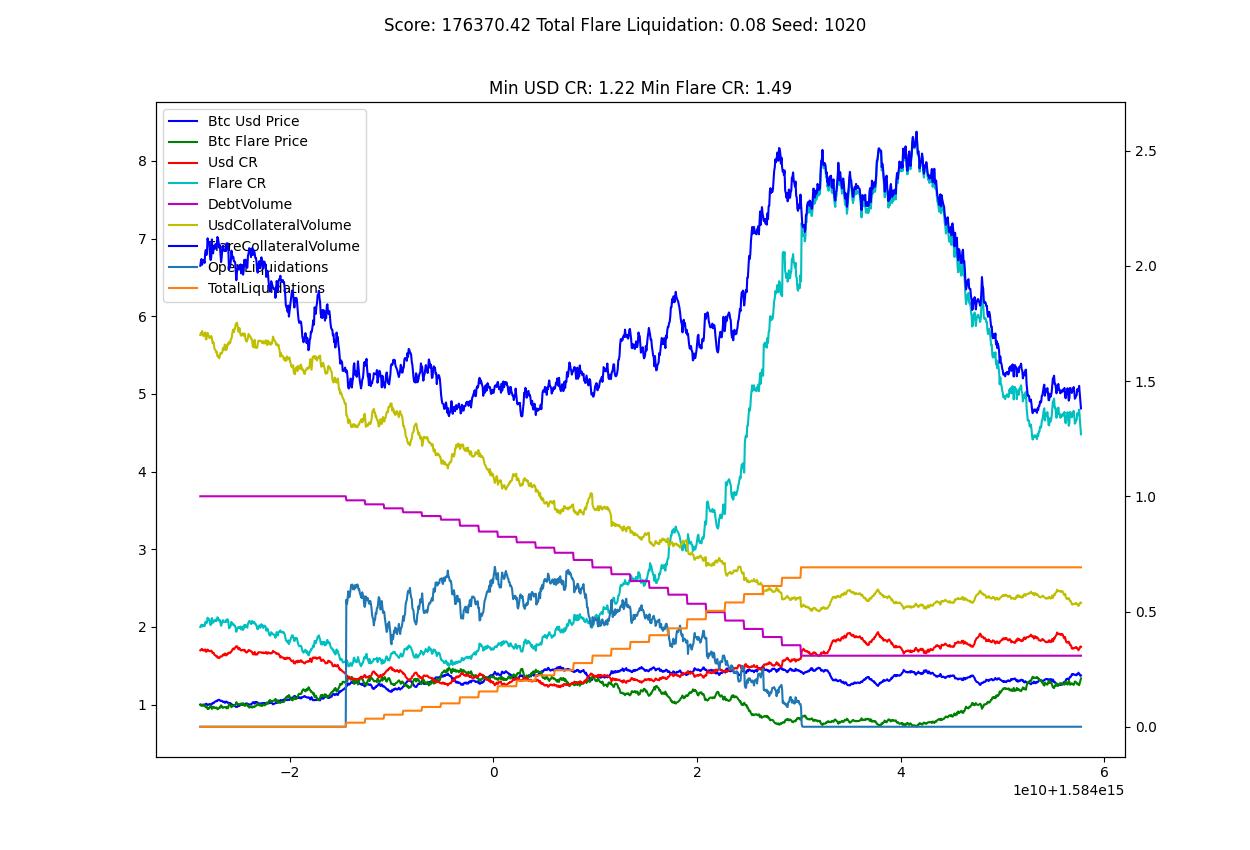 Score: 176370.42 Total Flare Liquidation: 0.08 Seed: 1020
Min USD CR: 1.22 Min Flare CR: 1.49
Btc Usd Price
Btc Flare Price
Usd CR
Flare CR
DebtVolume
UsdCollateralVolume
FlareCollateralVolume
OpenLiquidations
TotalLiquidations
8
7
6
5
4
3
2
1
2.5
2.0
1.5
1.0
0.5
0.0
−2
0
2
4
6
1e10+1.584e15